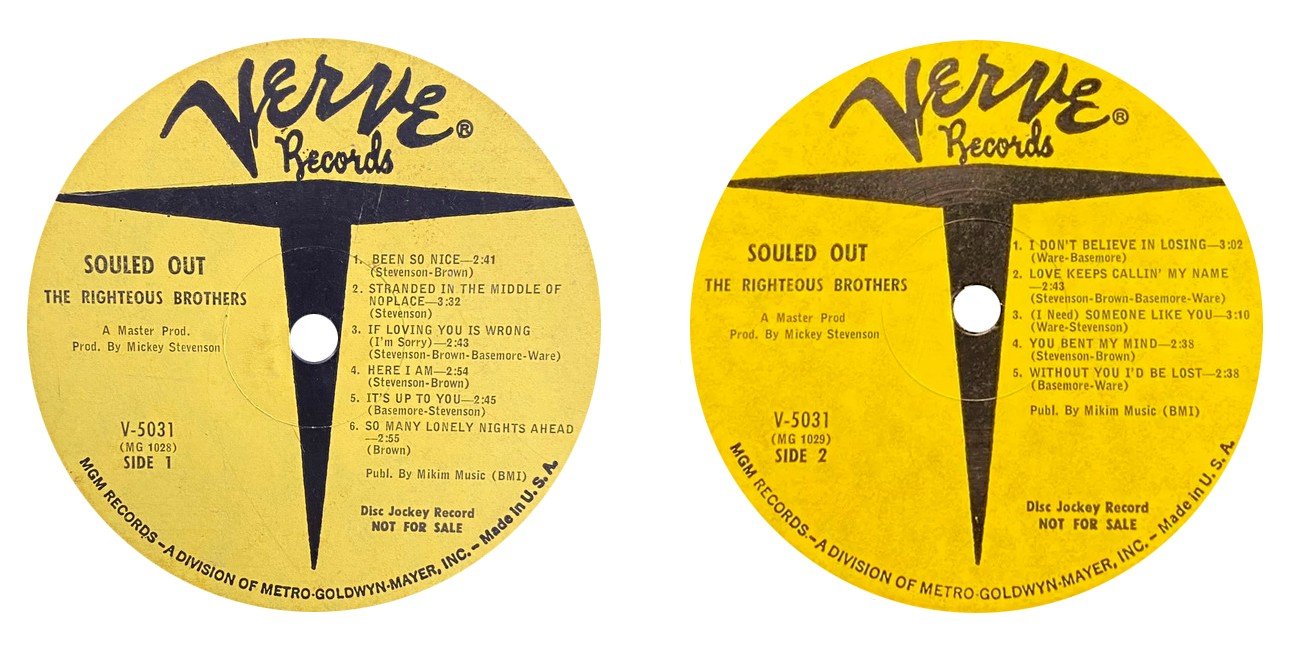 Verve ®
Records
SOULED OUT
THE RIGHTEOUS BROTHERS
A Master Prod.
Prod. By Mickey Stevenson
V-5031
(MG 1028)
SIDE 1
1. BEEN SO NICE—2:41
(Stevenson-Brown)
2. STRANDED IN THE MIDDLE OF
NOPLACE—3:32
(Stevenson-Brown)
3. IF LOVING YOU IS WRONG
(I'm Sorry)—2:43
(Stevenson-Brown-Basemore-Ware)
4. HERE I AM—2:54
(Stevenson-Brown)
5. IT'S UP TO YOU—2:45
(Basemore-Stevenson)
6. SO MANY LONELY NIGHTS AHEAD
—2:55
(Brown)
Publ. By Mikim Music (BMI)
Disc Jockey Record
NOT FOR SALE
MGM RECORDS—A DIVISION OF METRO-GOLDWYN-MAYER, INC.—Made in U. S. A.
Verve ®
Records
SOULED OUT
THE RIGHTEOUS BROTHERS
A Master Prod
Prod. By Mickey Stevenson
V-5031
(MG 1029)
SIDE 2
1. I DON'T BELIEVE IN LOSING—3:02
(Ware-Basemore)
2. LOVE KEEPS CALLIN' MY NAME
—2:43
(Stevenson-Brown-Basemore-Ware)
3. (I Need) SOMEONE LIKE YOU—3:10
(Ware-Stevenson)
4. YOU BENT MY MIND—2:38
(Stevenson-Brown)
5. WITHOUT YOU I'D BE LOST—2:38
(Basemore-Ware)
Publ. By Mikim Music (BMI)
Disc Jockey Record
NOT FOR SALE
MGM RECORDS—A DIVISION OF METRO-GOLDWYN-MAYER, INC.—Made in U. S. A.